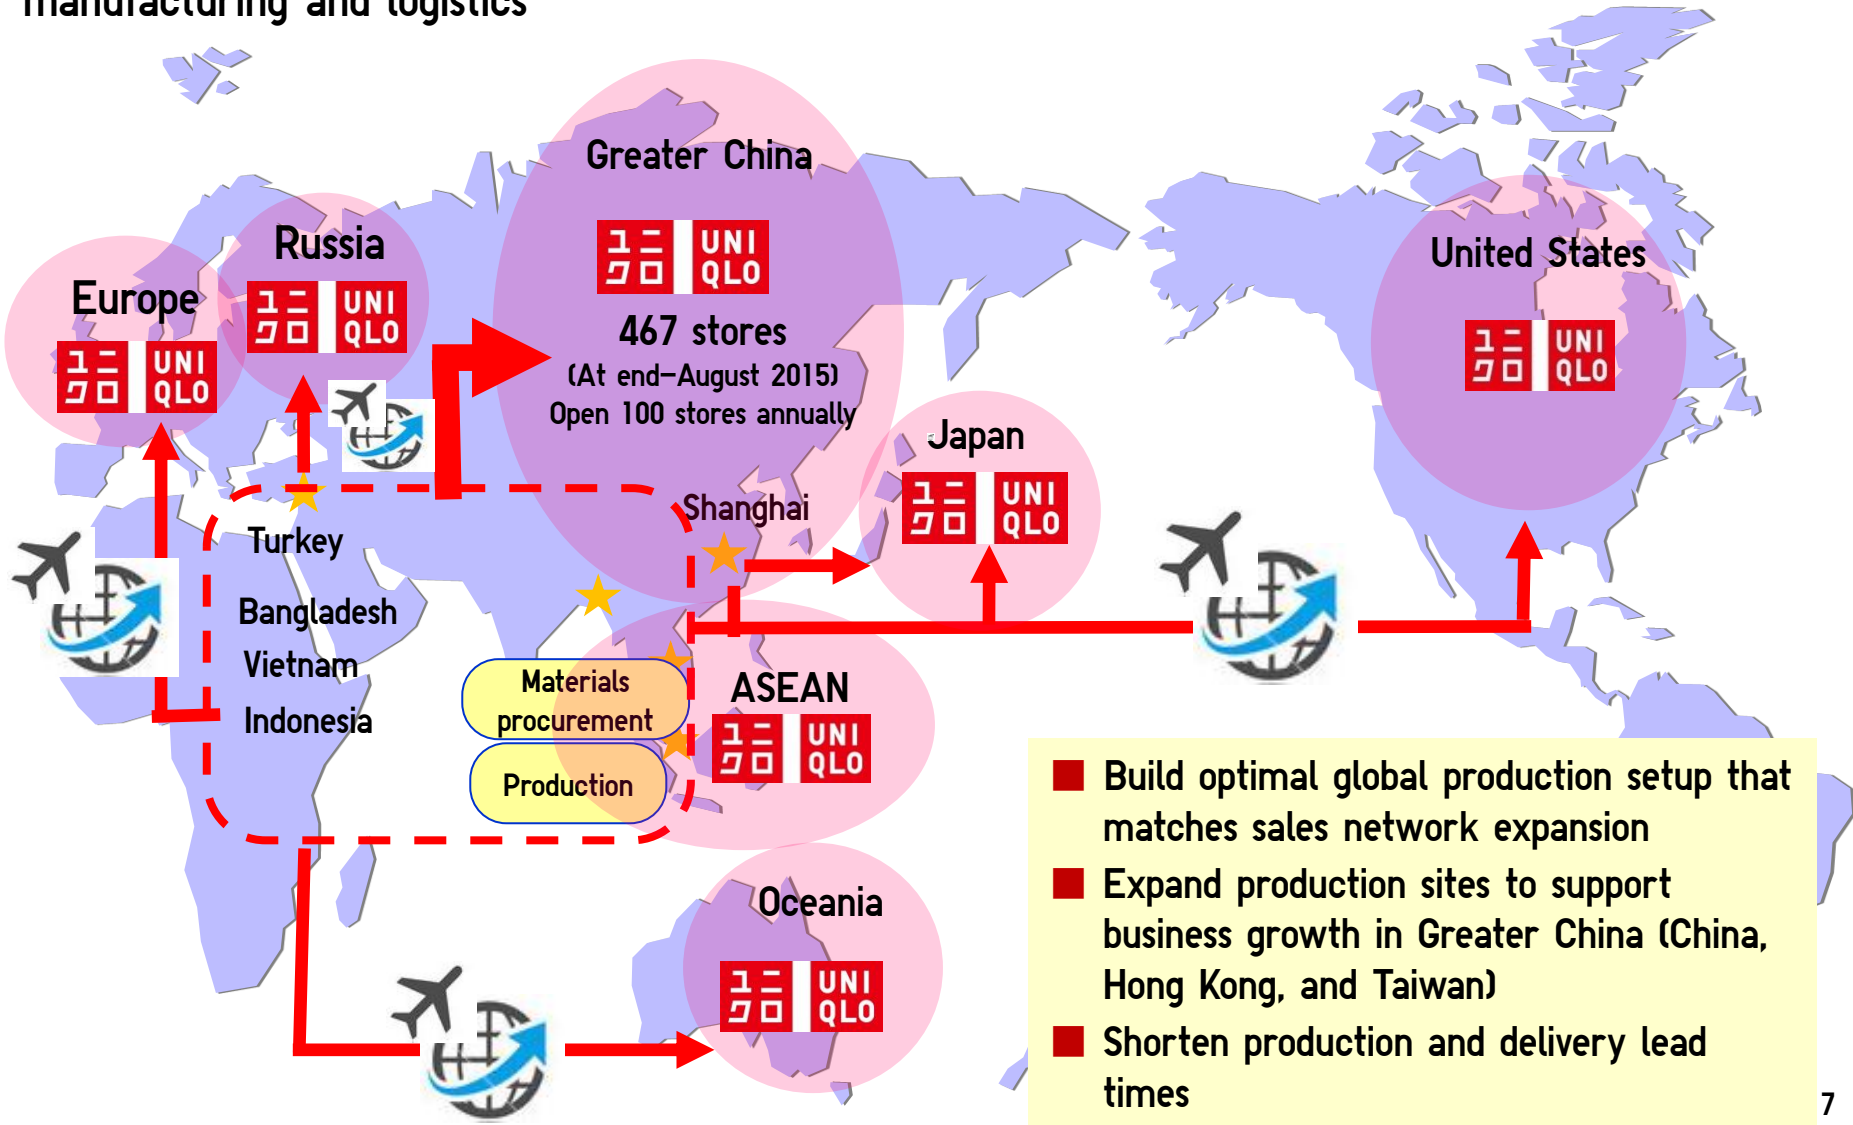 manufacturing and logistics
Greater China
ユニ UNI
クロ QLO
467 stores
(At end-August 2015)
Open 100 stores annually
Russia
ユニ UNI
クロ QLO
Europe
ユニ UNI
クロ QLO
United States
ユニ UNI
クロ QLO
Japan
ユニ UNI
クロ QLO
Shanghai
Turkey
Bangladesh
Vietnam
Indonesia
Materials
procurement
Production
ASEAN
ユニ UNI
クロ QLO
Oceania
ユニ UNI
クロ QLO
■ Build optimal global production setup that
matches sales network expansion
■ Expand production sites to support
business growth in Greater China (China,
Hong Kong, and Taiwan)
■ Shorten production and delivery lead
times
7